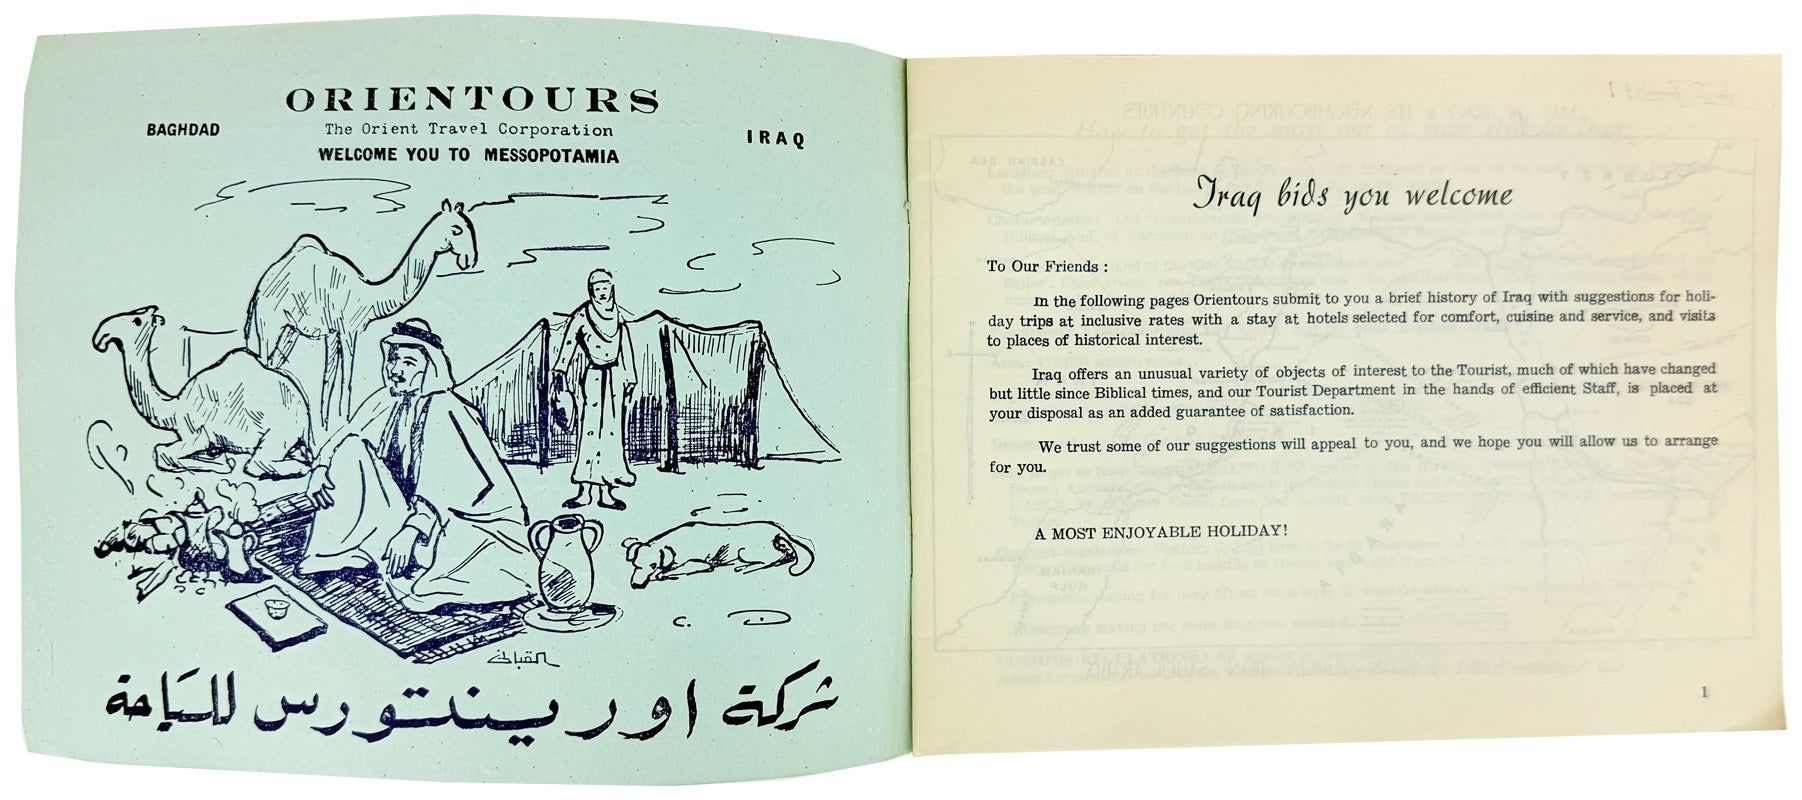 ORIENTOURS
BAGHDAD
The Orient Travel Corporation
IRAQ
WELCOME YOU TO MESSOPOTAMIA
القباني
شركة اورينتورس للسياحة
Iraq bids you welcome
To Our Friends :
In the following pages Orientours submit to you a brief history of Iraq with suggestions for holi-
day trips at inclusive rates with a stay at hotels selected for comfort, cuisine and service, and visits
to places of historical interest.
Iraq offers an unusual variety of objects of interest to the Tourist, much of which have changed
but little since Biblical times, and our Tourist Department in the hands of efficient Staff, is placed at
your disposal as an added guarantee of satisfaction.
We trust some of our suggestions will appeal to you, and we hope you will allow us to arrange
for you.
A MOST ENJOYABLE HOLIDAY!
1